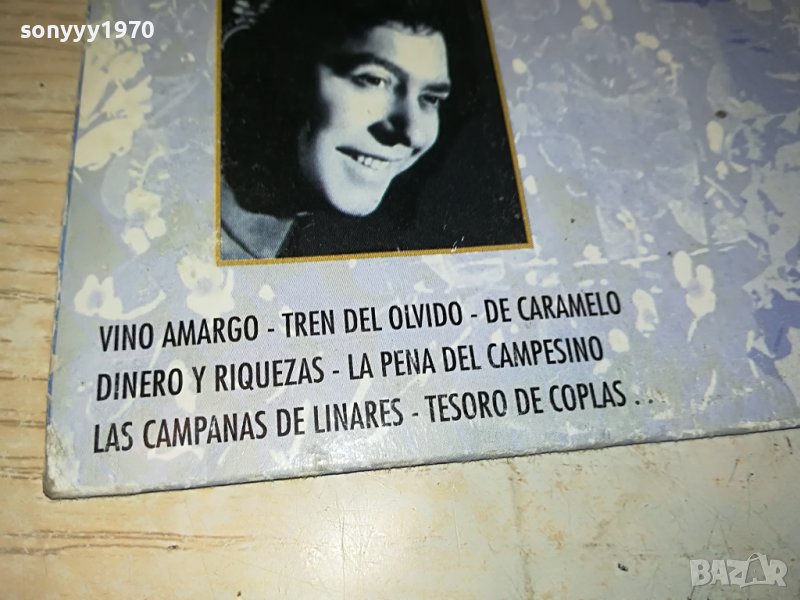 sonyyy1970
VINO AMARGO - TREN DEL OLVIDO - DE CARAMELO
DINERO Y RIQUEZAS - LA PENA DEL CAMPESINO
LAS CAMPANAS DE LINARES - TESORO DE COPLAS . . .
BAZAR